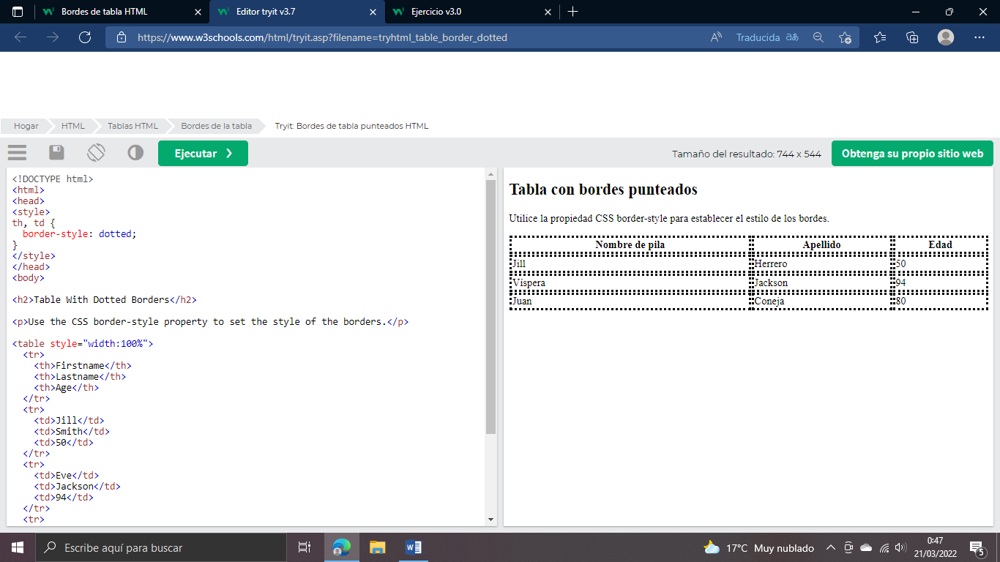 Bordes de tabla HTML
Editor tryit v3.7
Ejercicio v3.0
https://www.w3schools.com/html/tryit.asp?filename=tryhtml_table_border_dotted
Traducida
Hogar
HTML
Tablas HTML
Bordes de la tabla
Tryit: Bordes de tabla punteados HTML
Ejecutar ❯
Tamaño del resultado: 744 x 544
Obtenga su propio sitio web
<!DOCTYPE html>
<html>
<head>
<style>
th, td {
  border-style: dotted;
}
</style>
</head>
<body>
<h2>Table With Dotted Borders</h2>
<p>Use the CSS border-style property to set the style of the borders.</p>
<table style="width:100%">
  <tr>
    <th>Firstname</th>
    <th>Lastname</th>
    <th>Age</th>
  </tr>
  <tr>
    <td>Jill</td>
    <td>Smith</td>
    <td>50</td>
  </tr>
  <tr>
    <td>Eve</td>
    <td>Jackson</td>
    <td>94</td>
  </tr>
  <tr>
Tabla con bordes punteados
Utilice la propiedad CSS border-style para establecer el estilo de los bordes.
Nombre de pila Apellido Edad
Jill Herrero 50
Víspera Jackson 94
Juan Coneja 80
Escribe aquí para buscar
17°C Muy nublado
0:47
21/03/2022
5